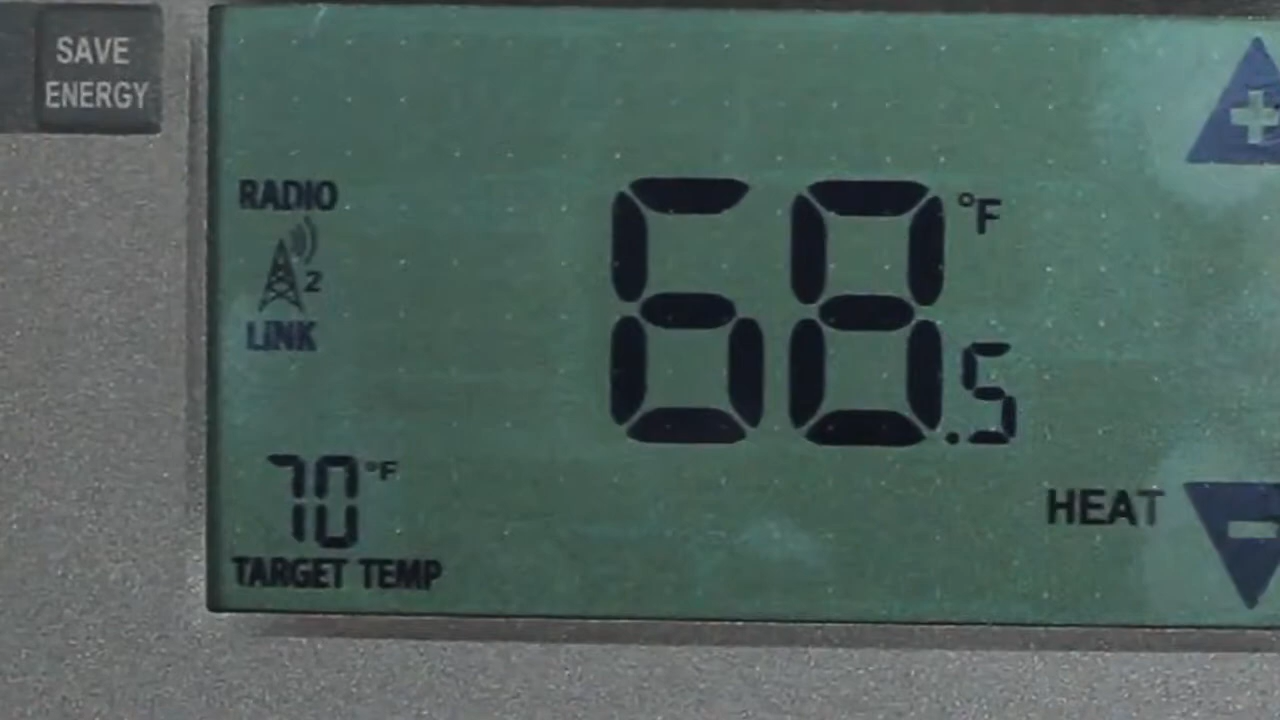 SAVE
ENERGY
RADIO
2
LINK
68.5 °F
70 °F
TARGET TEMP
HEAT
+
-